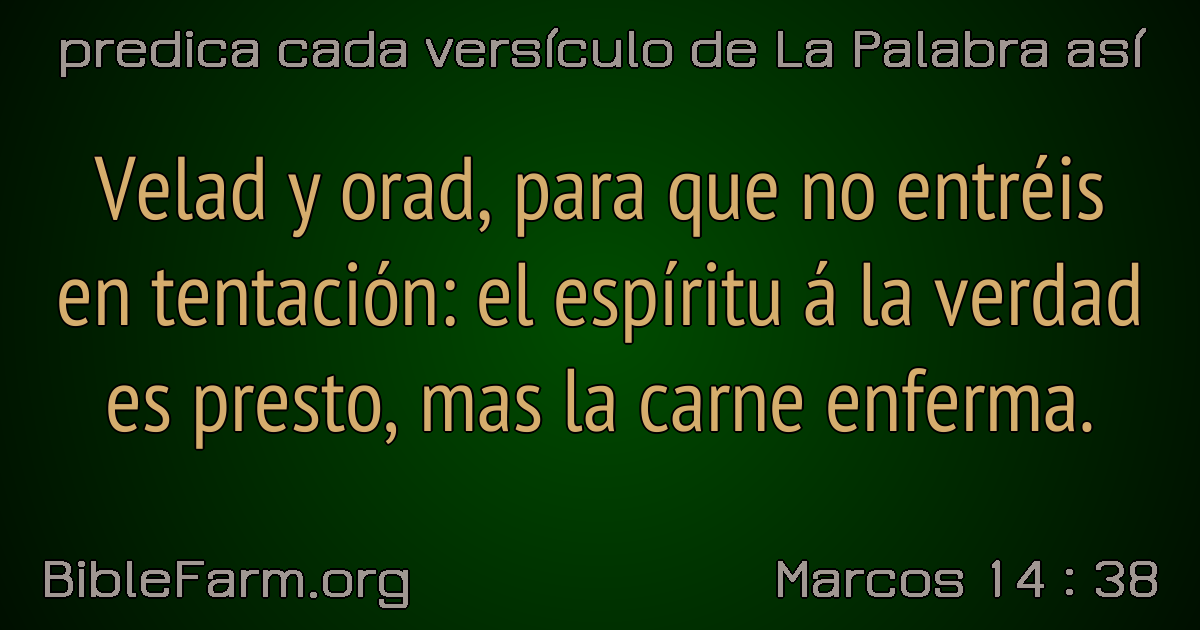 predica cada versículo de La Palabra así
Velad y orad, para que no entréis
en tentación: el espíritu á la verdad
es presto, mas la carne enferma.
BibleFarm.org
Marcos 14 : 38